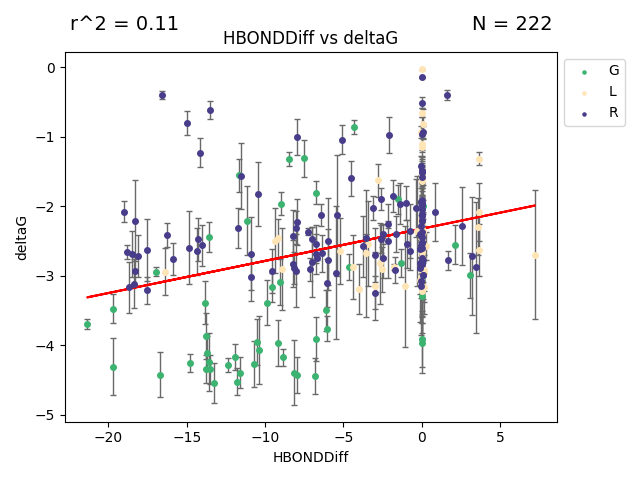 r^2 = 0.11
N = 222
HBONDDiff vs deltaG
G
L
R
deltaG
0
−1
−2
−3
−4
−5
−20
−15
−10
−5
0
5
HBONDDiff